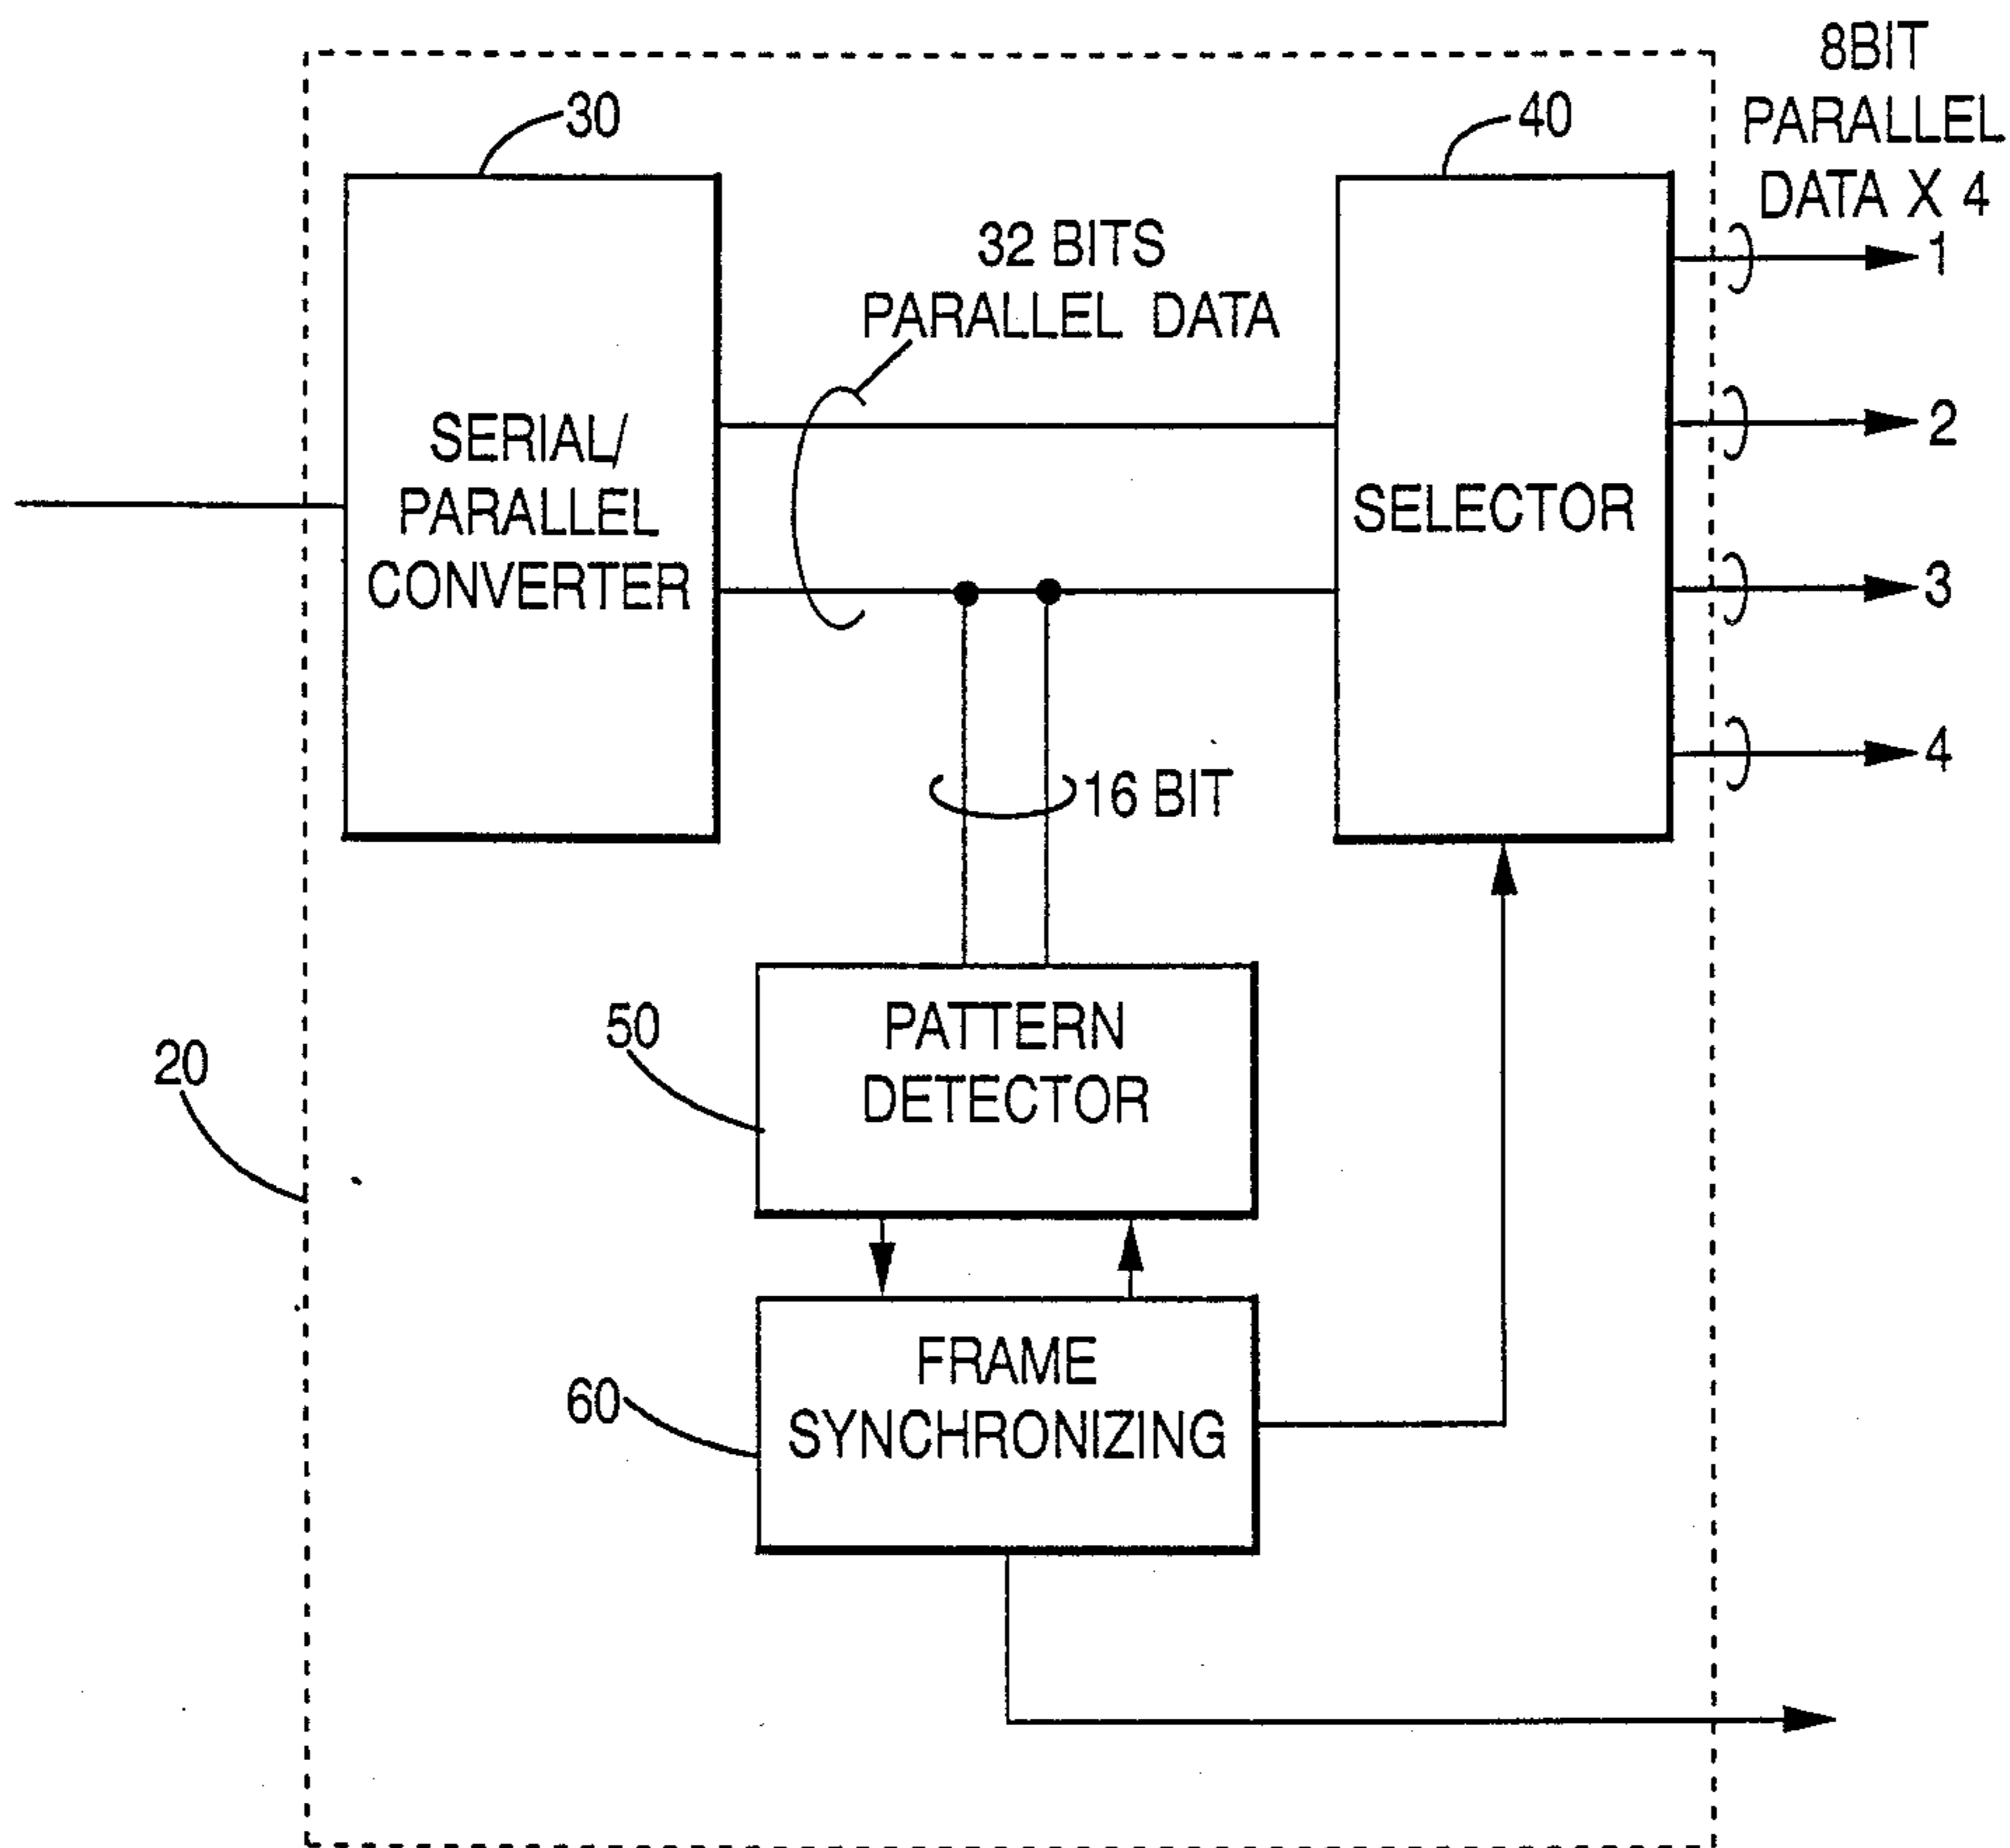 8BIT
PARALLEL
DATA X 4
30
40
32 BITS
PARALLEL DATA
1
SERIAL/
PARALLEL
CONVERTER
SELECTOR
2
3
4
16 BIT
50
PATTERN
DETECTOR
20
60
FRAME
SYNCHRONIZING